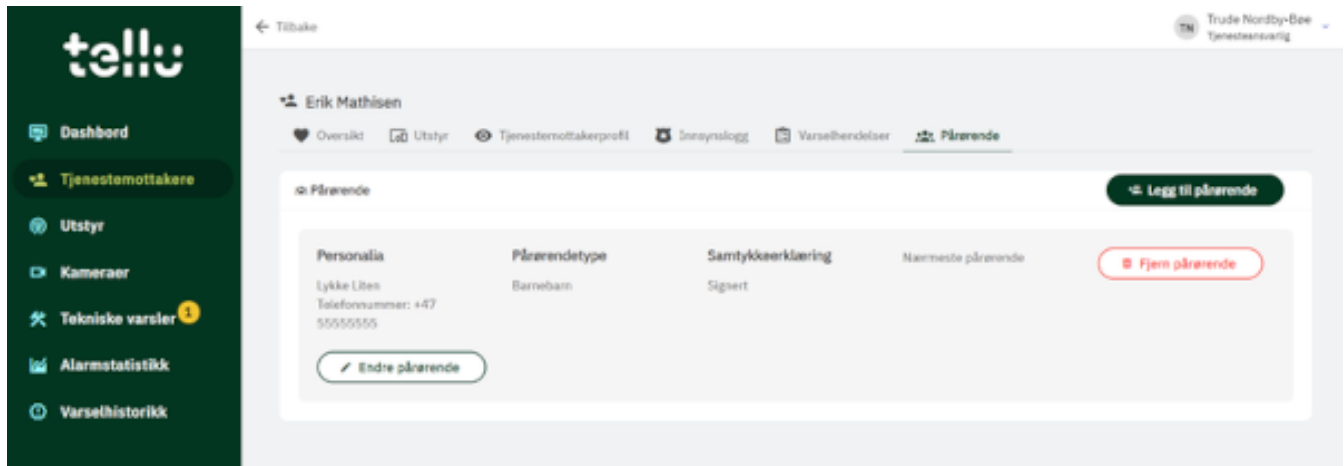 tellu
← Tilbake
TN
Trude Nordby-Bøe
Tjenesteansvarlig
Dashbord
Tjenestemottakere
Utstyr
Kameraer
Tekniske varsler 1
Alarmstatistikk
Varselhistorikk
Erik Mathisen
Oversikt Utstyr Tjenestemottakerprofil Innsynslogg Varselhendelser Pårørende
Pårørende
Legg til pårørende
Personalia Pårørendetype Samtykkeerklæring Nærmeste pårørende Fjern pårørende
Lykke Liten Barnebarn Signert
Telefonnummer: +47
55555555
Endre pårørende